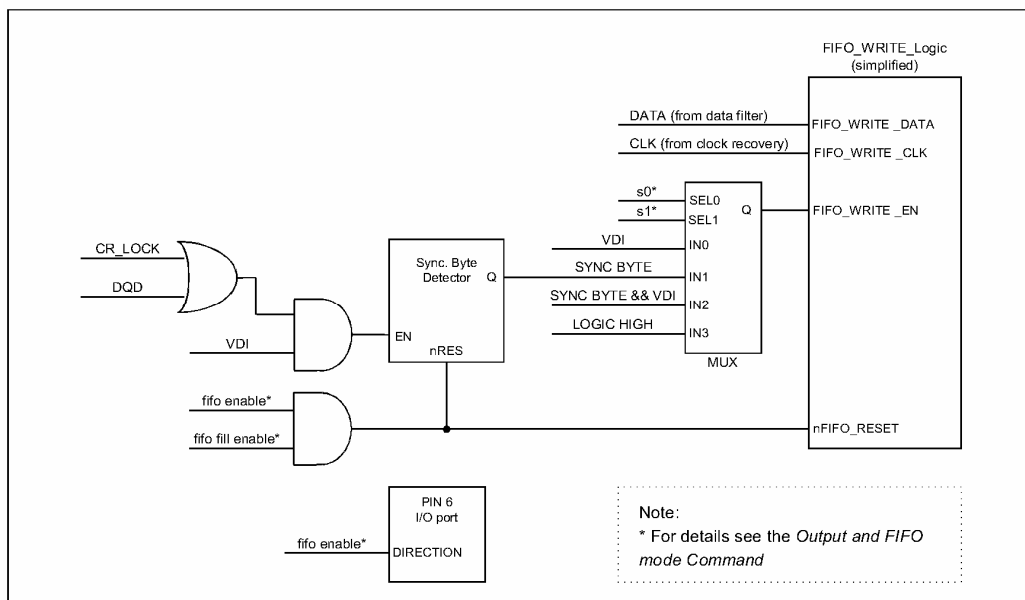 FIFO_WRITE_Logic
(simplified)
DATA (from data filter)
FIFO_WRITE _DATA
CLK (from clock recovery)
FIFO_WRITE _CLK
s0*
SEL0
Q
FIFO_WRITE _EN
s1*
SEL1
VDI
IN0
CR_LOCK
Sync. Byte
Detector
Q
SYNC BYTE
IN1
DQD
SYNC BYTE && VDI
IN2
LOGIC HIGH
IN3
VDI
EN
nRES
MUX
fifo enable*
fifo fill enable*
nFIFO_RESET
PIN 6
I/O port
fifo enable*
DIRECTION
Note:
* For details see the Output and FIFO
mode Command